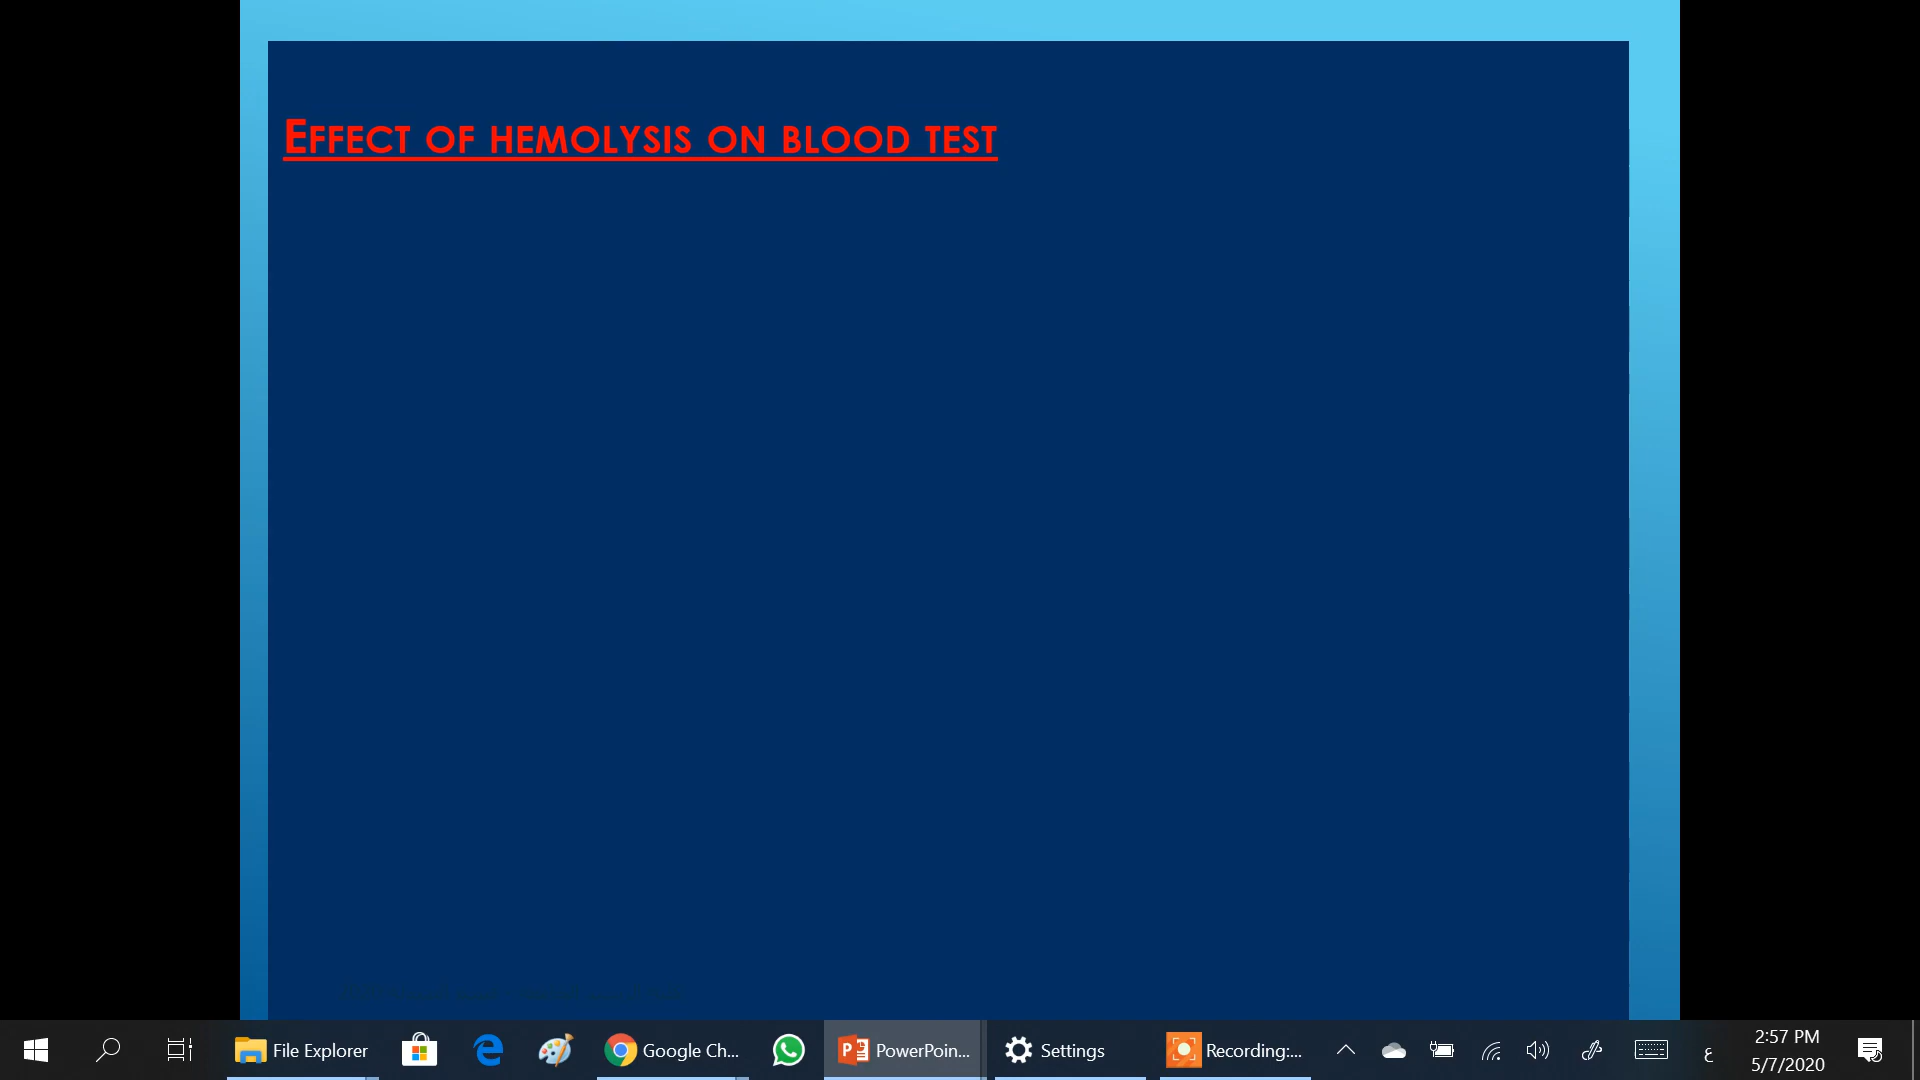 EFFECT OF HEMOLYSIS ON BLOOD TEST
File Explorer
Google Ch...
PowerPoin...
Settings
Recording:...
ع
2:57 PM
5/7/2020